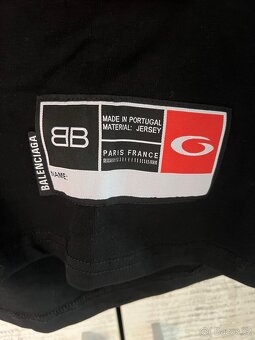 BALENCIAGA
BB
MADE IN PORTUGAL
MATERIAL: JERSEY
PARIS FRANCE
NAME: